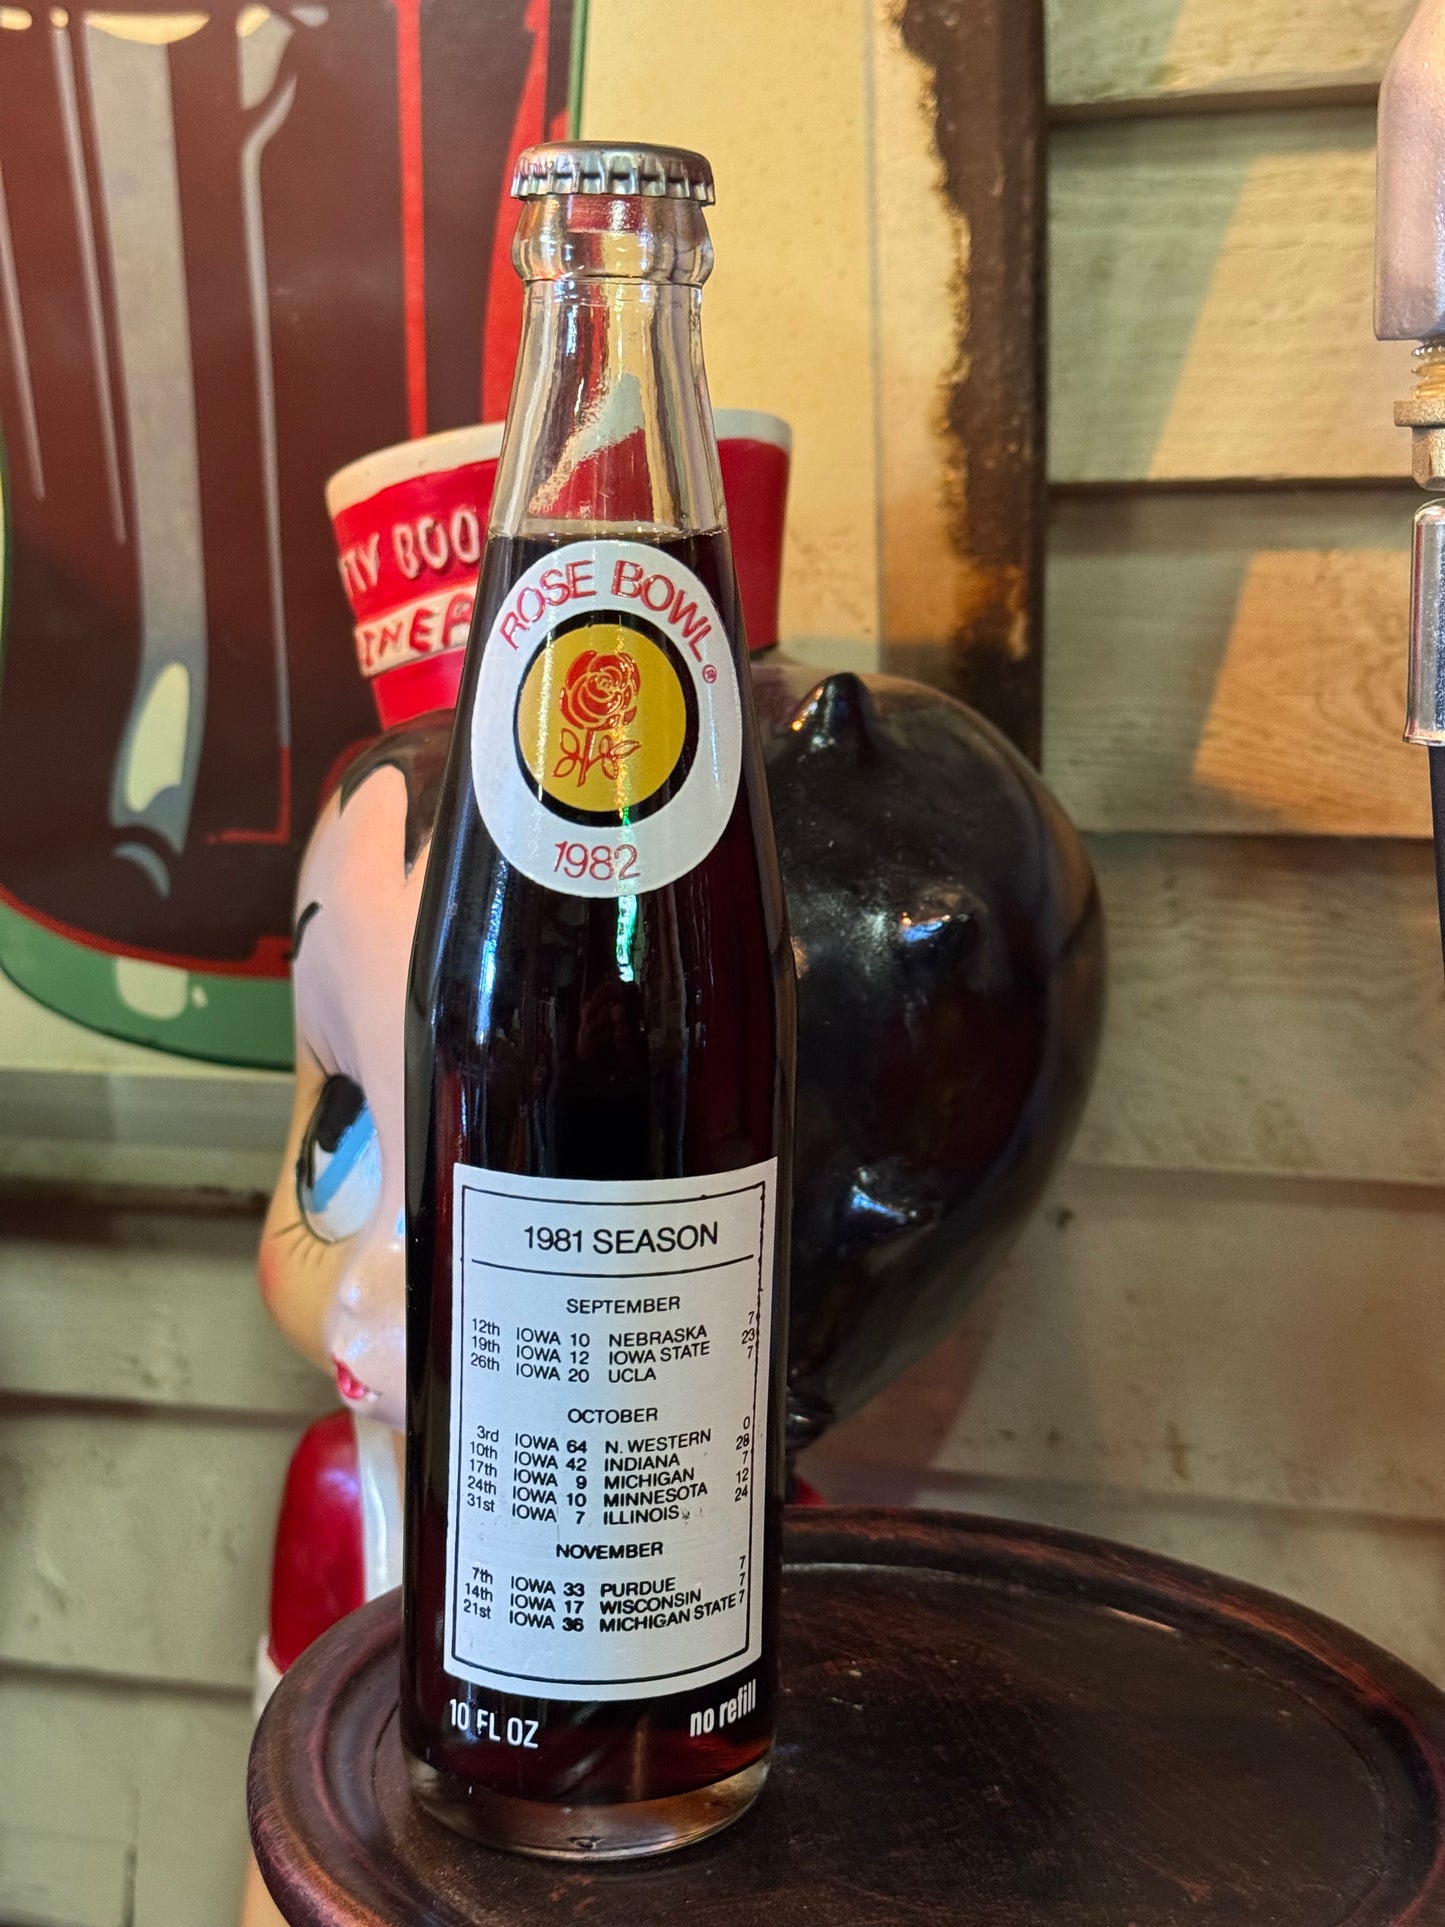 TTY BOO
DINER
ROSE BOWL®
1982
1981 SEASON
SEPTEMBER
12th IOWA 10 NEBRASKA 7
19th IOWA 12 IOWA STATE 23
26th IOWA 20 UCLA 7
OCTOBER
3rd IOWA 64 N. WESTERN 0
10th IOWA 42 INDIANA 28
17th IOWA 9 MICHIGAN 7
24th IOWA 10 MINNESOTA 12
31st IOWA 7 ILLINOIS 24
NOVEMBER
7th IOWA 33 PURDUE 7
14th IOWA 17 WISCONSIN 7
21st IOWA 36 MICHIGAN STATE 7
10 FL OZ no refill